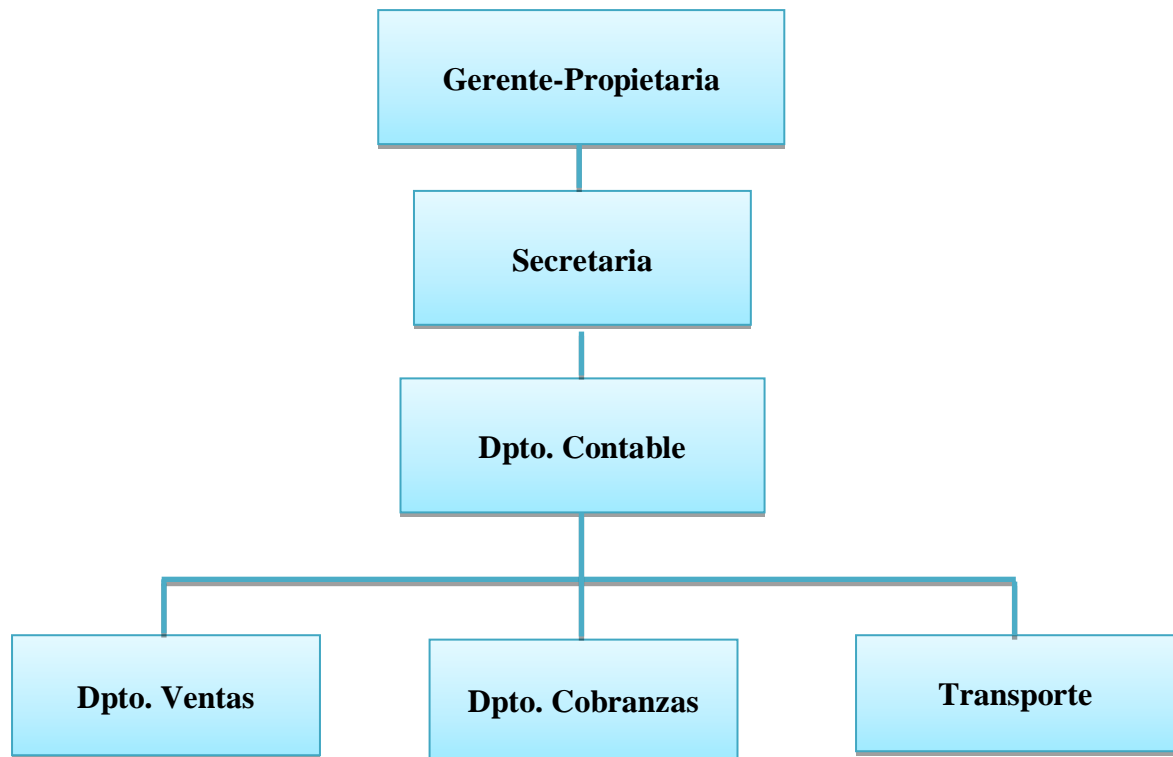 Gerente-Propietaria
Secretaria
Dpto. Contable
Dpto. Ventas
Dpto. Cobranzas
Transporte